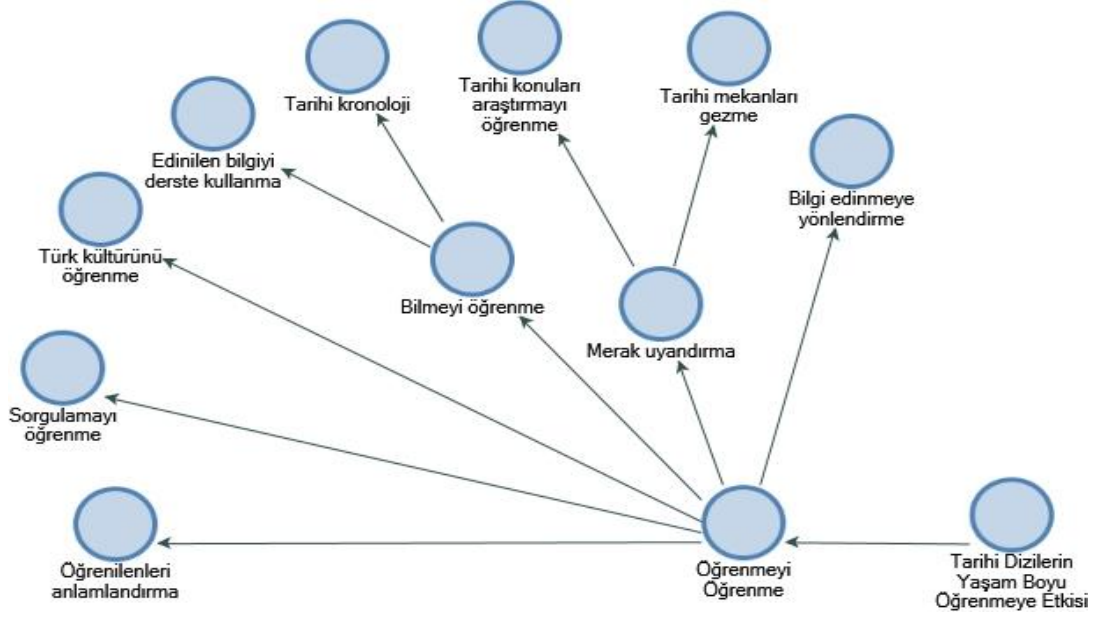 Tarihi kronoloji
Tarihi konuları
araştırmayı
öğrenme
Tarihi mekanları
gezme
Edinilen bilgiyi
derste kullanma
Bilgi edinmeye
yönlendirme
Türk kültürünü
öğrenme
Bilmeyi öğrenme
Merak uyandırma
Sorgulamayı
öğrenme
Öğrenilenleri
anlamlandırma
Öğrenmeyi
Öğrenme
Tarihi Dizilerin
Yaşam Boyu
Öğrenmeye Etkisi